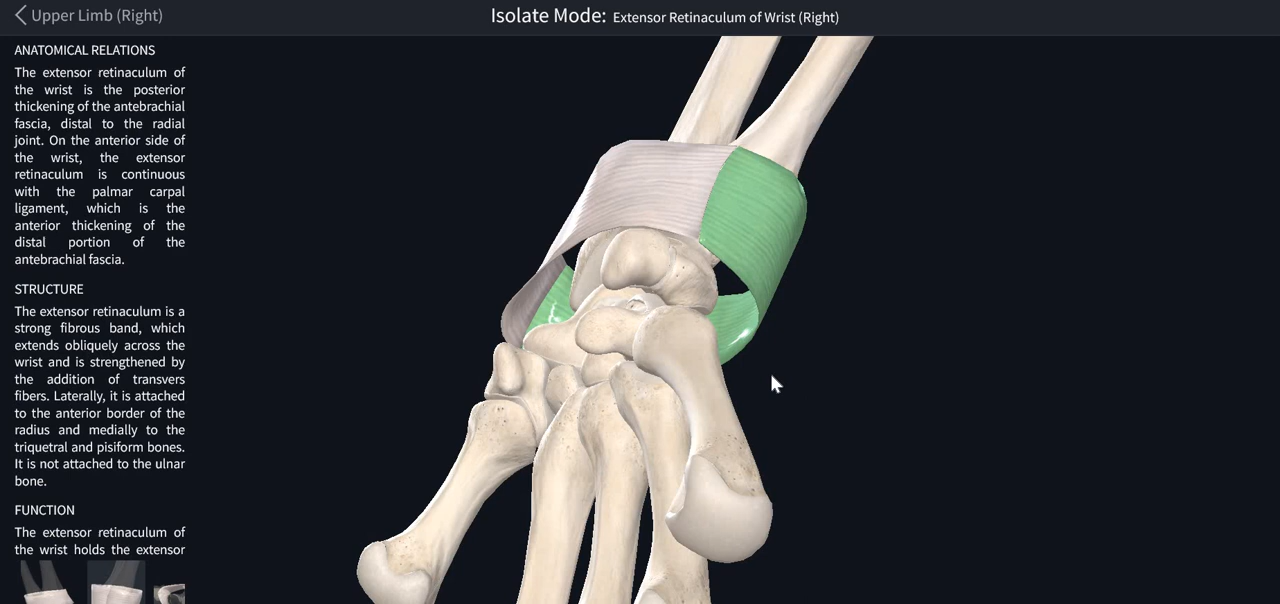 Upper Limb (Right)
Isolate Mode: Extensor Retinaculum of Wrist (Right)
ANATOMICAL RELATIONS
The extensor retinaculum of
the wrist is the posterior
thickening of the antebrachial
fascia, distal to the radial
joint. On the anterior side of
the wrist, the extensor
retinaculum is continuous
with the palmar carpal
ligament, which is the
anterior thickening of the
distal portion of the
antebrachial fascia.
STRUCTURE
The extensor retinaculum is a
strong fibrous band, which
extends obliquely across the
wrist and is strengthened by
the addition of transvers
fibers. Laterally, it is attached
to the anterior border of the
radius and medially to the
triquetral and pisiform bones.
It is not attached to the ulnar
bone.
FUNCTION
The extensor retinaculum of
the wrist holds the extensor